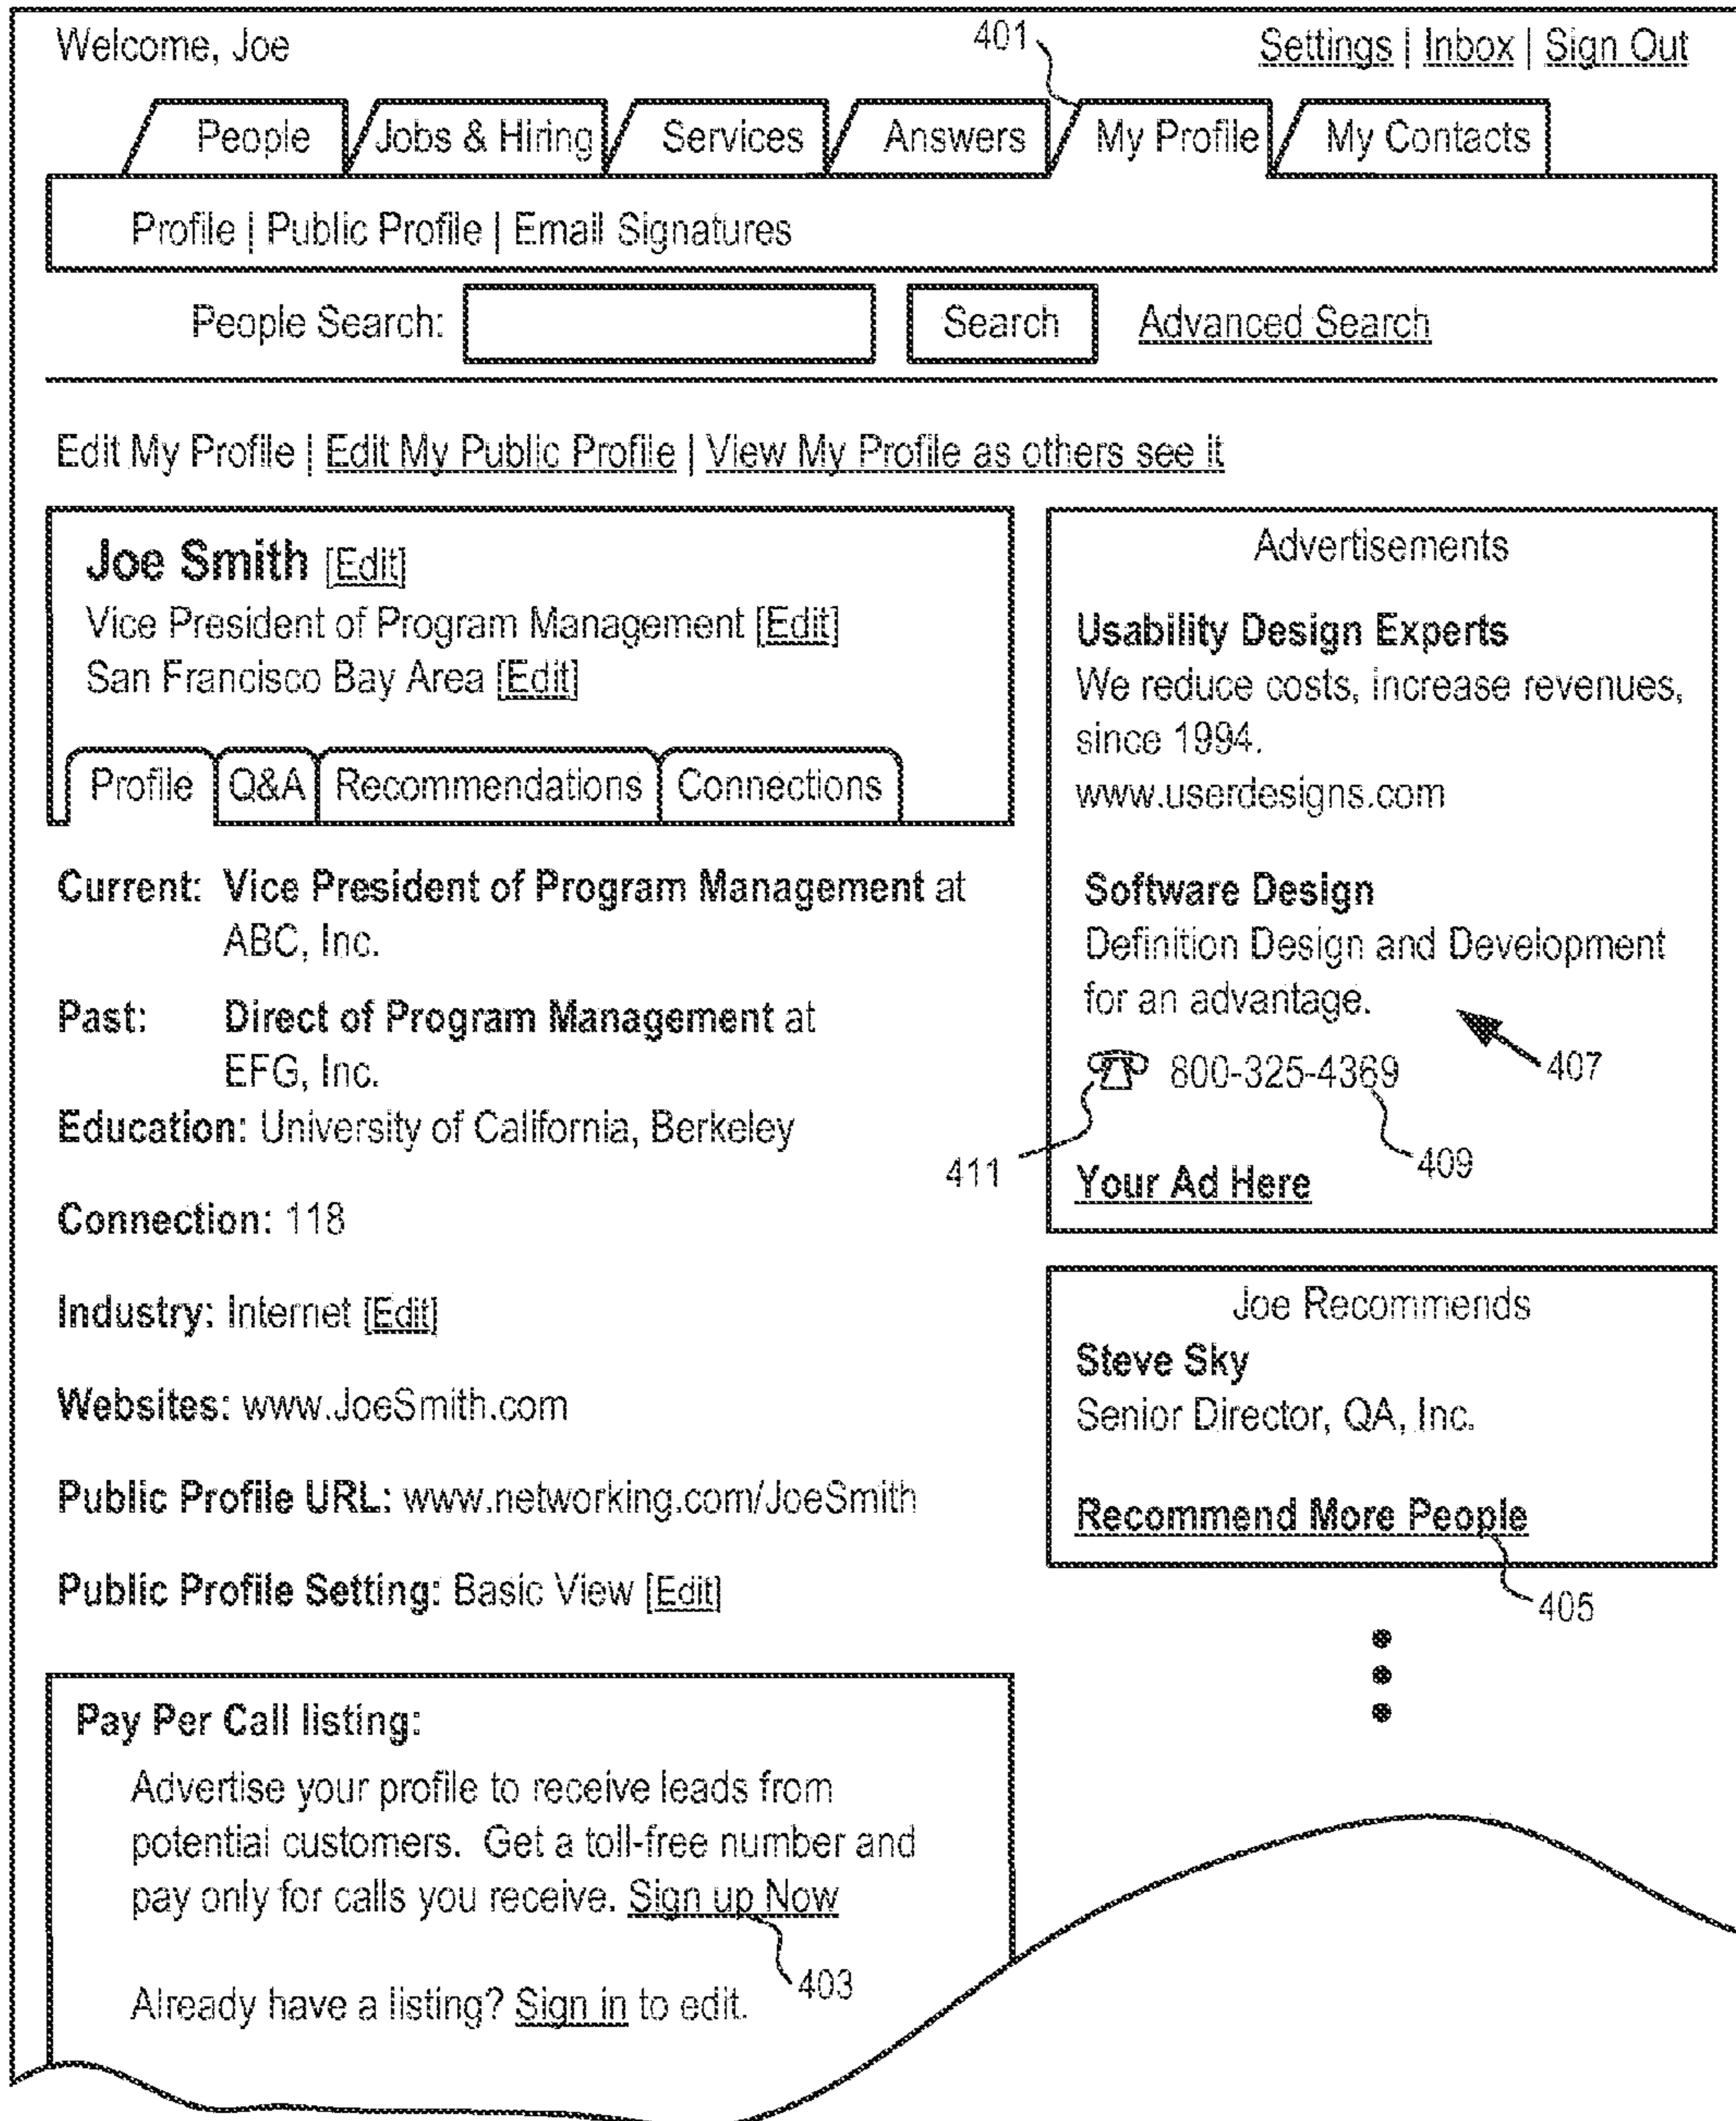 Welcome, Joe
401
Settings | Inbox | Sign Out
People
Jobs & Hiring
Services
Answers
My Profile
My Contacts
Profile | Public Profile | Email Signatures
People Search:
Search
Advanced Search
Edit My Profile | Edit My Public Profile | View My Profile as others see it
Joe Smith [Edit]
Vice President of Program Management [Edit]
San Francisco Bay Area [Edit]
Profile
Q&A
Recommendations
Connections
Current: Vice President of Program Management at
ABC, Inc.
Past: Direct of Program Management at
EFG, Inc.
Education: University of California, Berkeley
Connection: 118
Industry: Internet [Edit]
Websites: www.JoeSmith.com
Public Profile URL: www.networking.com/JoeSmith
Public Profile Setting: Basic View [Edit]
Pay Per Call listing:
Advertise your profile to receive leads from
potential customers. Get a toll-free number and
pay only for calls you receive. Sign up Now
403
Already have a listing? Sign in to edit.
Advertisements
Usability Design Experts
We reduce costs, increase revenues,
since 1994.
www.userdesigns.com
Software Design
Definition Design and Development
for an advantage.
407
800-325-4369
411
409
Your Ad Here
Joe Recommends
Steve Sky
Senior Director, QA, Inc.
Recommend More People
405